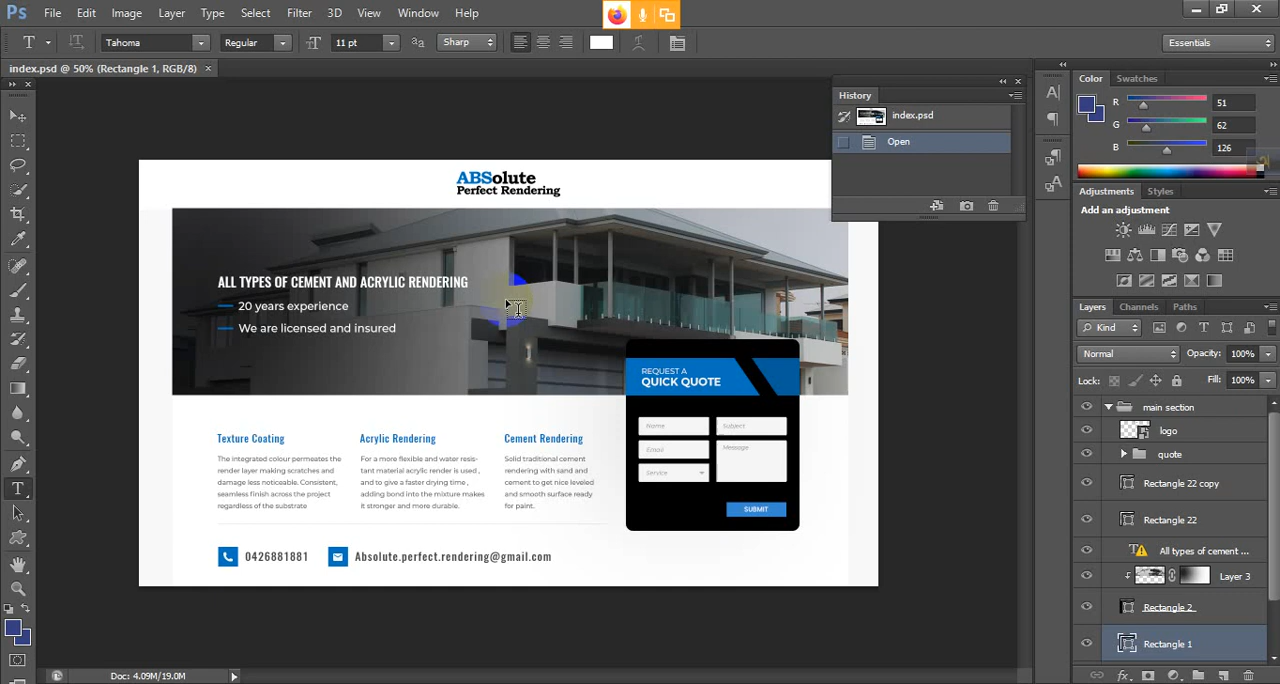 Ps File Edit Image Layer Type Select Filter 3D View Window Help
T Tahoma Regular 11 pt Sharp Essentials
index.psd @ 50% (Rectangle 1, RGB/8) ×
History
index.psd
Open
Color Swatches
R 51
G 62
B 126
Adjustments Styles
Add an adjustment
Layers Channels Paths
Kind
Normal Opacity: 100%
Lock: Fill: 100%
main section
logo
quote
Rectangle 22 copy
Rectangle 22
All types of cement ...
Layer 3
Rectangle 2
Rectangle 1
ABSolute
Perfect Rendering
ALL TYPES OF CEMENT AND ACRYLIC RENDERING
20 years experience
We are licensed and insured
REQUEST A
QUICK QUOTE
Name Subject
Email Message
Service
SUBMIT
Texture Coating
The integrated colour permeates the
render layer making scratches and
damage less noticeable. Consistent,
seamless finish across the project
regardless of the substrate
Acrylic Rendering
For a more flexible and water resis-
tant material acrylic render is used ,
and to give a faster drying time ,
adding bond into the mixture makes
it stronger and more durable.
Cement Rendering
Solid traditional cement
rendering with sand and
cement to get nice leveled
and smooth surface ready
for paint.
0426881881 Absolute.perfect.rendering@gmail.com
Doc: 4.09M/19.0M